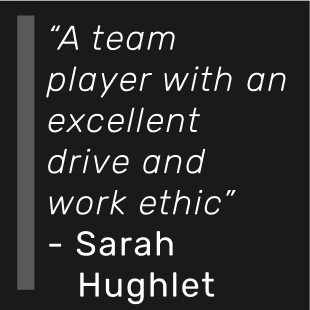 “A team
player with an
excellent
drive and
work ethic”
- Sarah
Hughlet